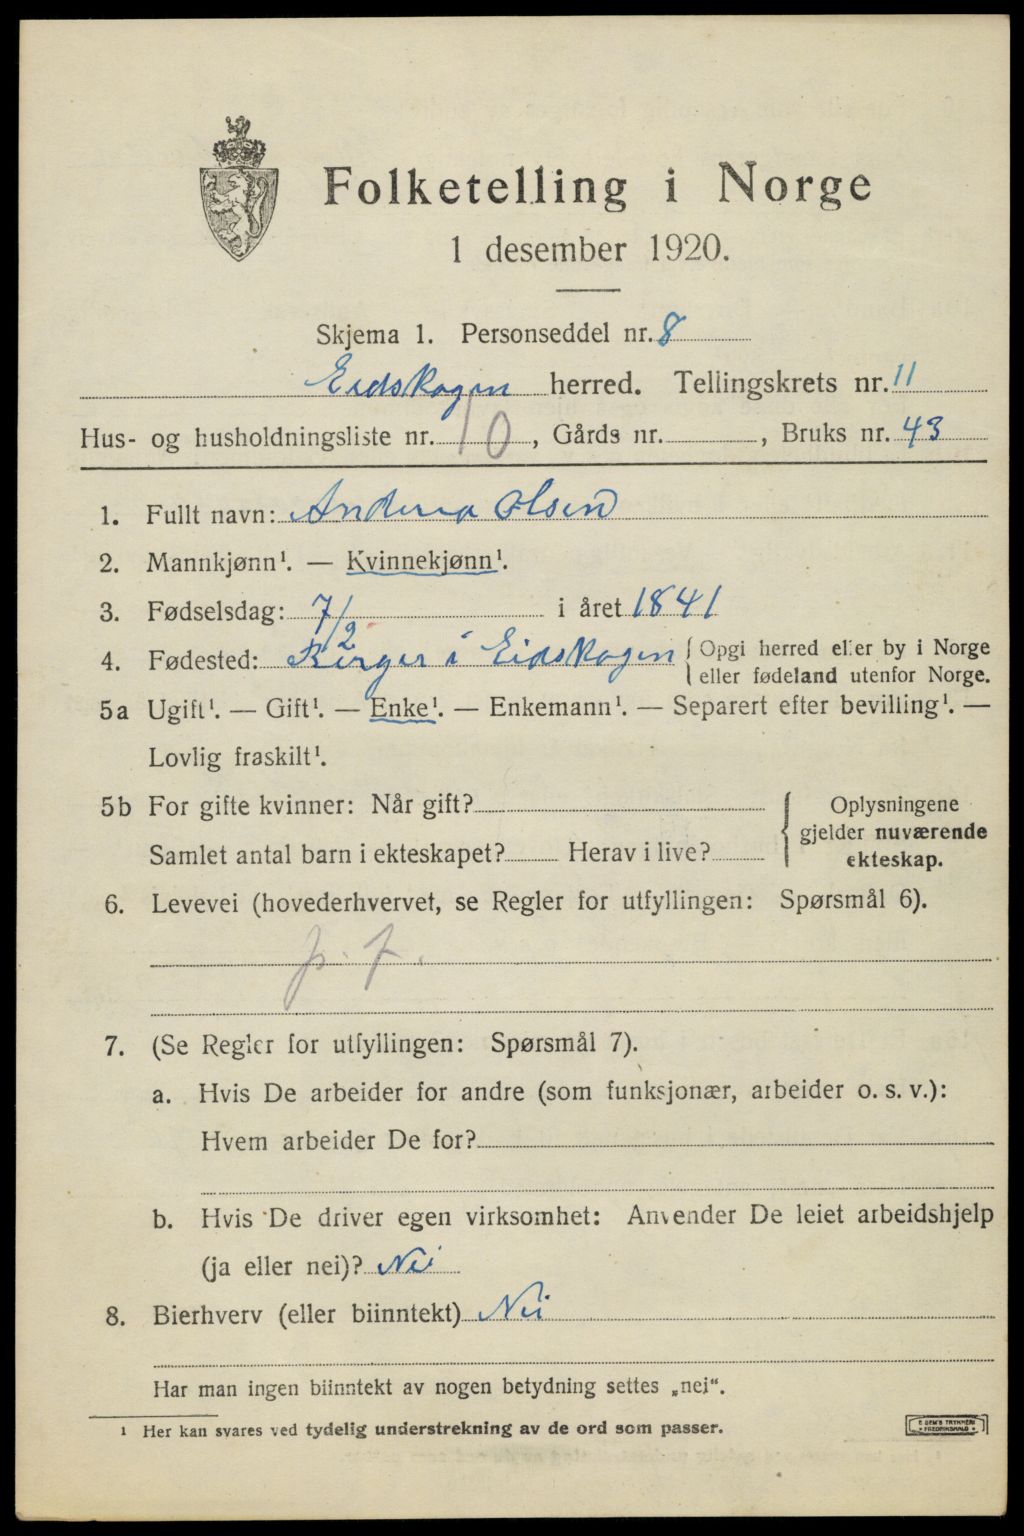 Folketelling i Norge
1 desember 1920.
Skjema 1. Personseddel nr. 8
Eidskogen herred. Tellingskrets nr. 11
Hus- og husholdningsliste nr. 10, Gårds nr. , Bruks nr. 43
1. Fullt navn: Olsen
2. Mannkjønn¹. — Kvinnekjønn¹.
3. Fødselsdag: 7/2 i året 1841
4. Fødested: i Eidskogen { Opgi herred eller by i Norge
eller fødeland utenfor Norge.
5a Ugift¹. — Gift¹. — Enke¹. — Enkemann¹. — Separert efter bevilling¹. —
Lovlig fraskilt¹.
5b For gifte kvinner: Når gift?
Samlet antal barn i ekteskapet? Herav i live?
{ Oplysningene
gjelder nuværende
ekteskap.
6. Levevei (hovederhvervet, se Regler for utfyllingen: Spørsmål 6).
p. f.
7. (Se Regler for utfyllingen: Spørsmål 7).
a. Hvis De arbeider for andre (som funksjonær, arbeider o. s. v.):
Hvem arbeider De for?
b. Hvis De driver egen virksomhet: Anvender De leiet arbeidshjelp
(ja eller nei)? Nei
8. Bierhverv (eller biinntekt) Nei
Har man ingen biinntekt av nogen betydning settes „nei“.
¹ Her kan svares ved tydelig understrekning av de ord som passer.